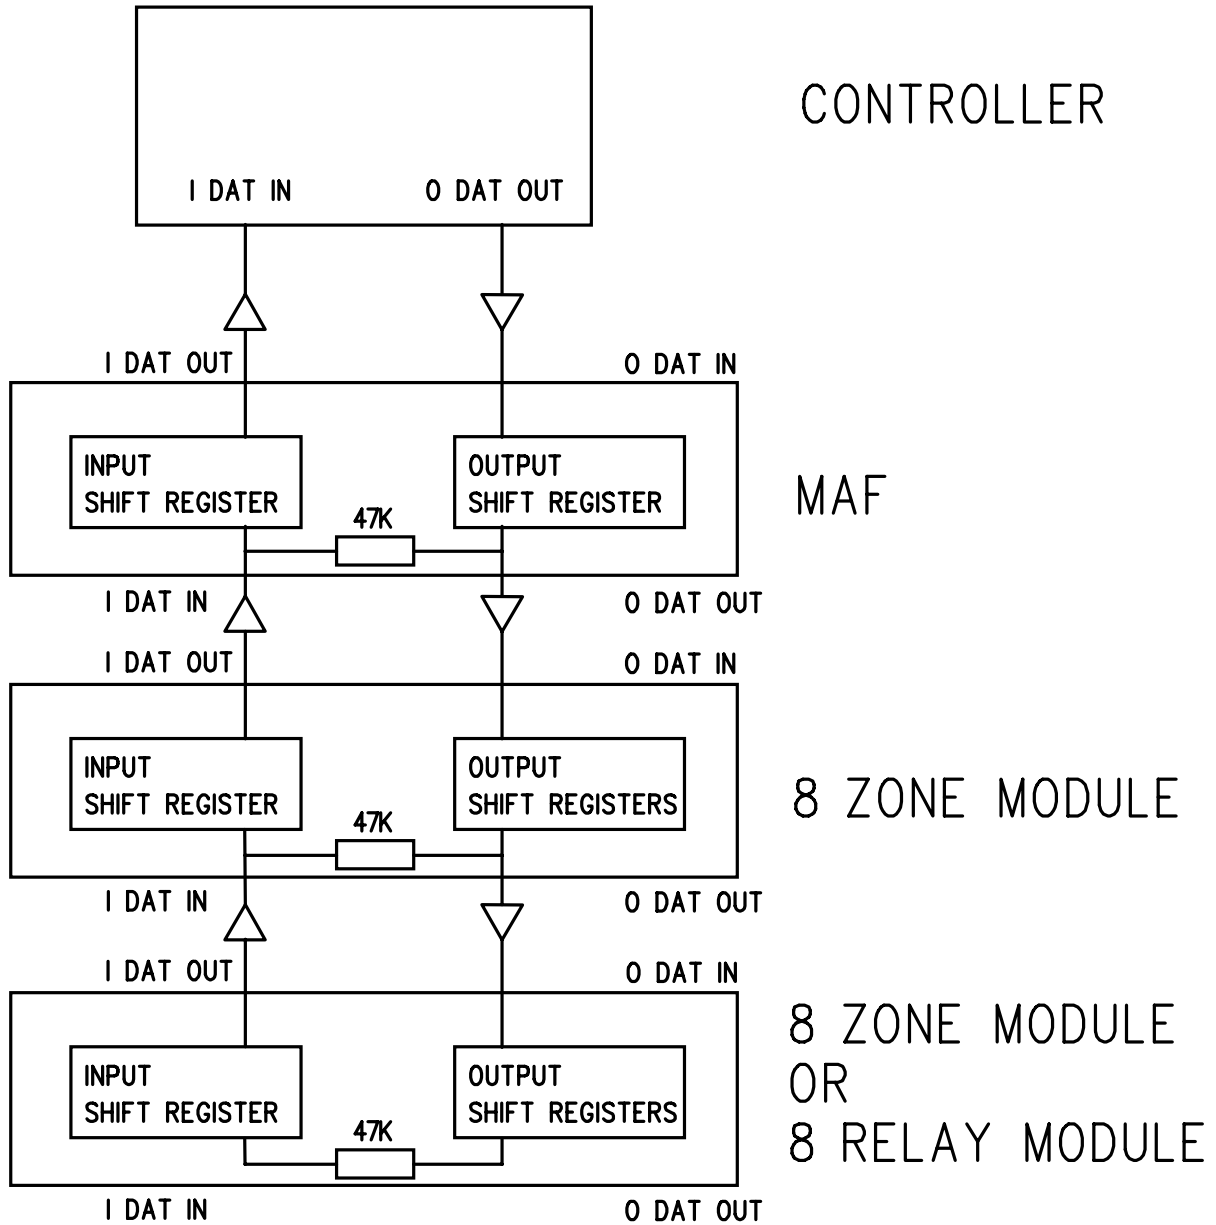 CONTROLLER
I DAT IN
O DAT OUT
I DAT OUT
O DAT IN
INPUT
SHIFT REGISTER
OUTPUT
SHIFT REGISTER
47K
MAF
I DAT IN
O DAT OUT
I DAT OUT
O DAT IN
INPUT
SHIFT REGISTER
OUTPUT
SHIFT REGISTERS
47K
8 ZONE MODULE
I DAT IN
O DAT OUT
I DAT OUT
O DAT IN
INPUT
SHIFT REGISTER
OUTPUT
SHIFT REGISTERS
47K
8 ZONE MODULE
OR
8 RELAY MODULE
I DAT IN
O DAT OUT